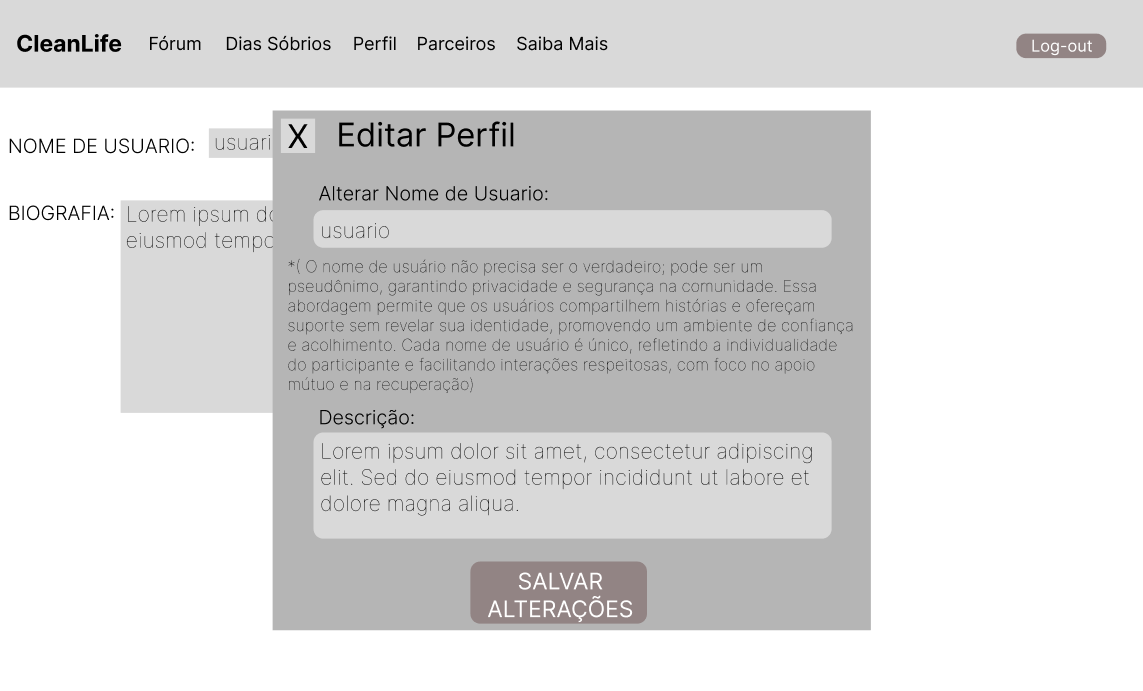 CleanLife Fórum Dias Sóbrios Perfil Parceiros Saiba Mais Log-out
NOME DE USUARIO: usuari
BIOGRAFIA: Lorem ipsum do
eiusmod tempo
X Editar Perfil
Alterar Nome de Usuario:
usuario
*( O nome de usuário não precisa ser o verdadeiro; pode ser um
pseudônimo, garantindo privacidade e segurança na comunidade. Essa
abordagem permite que os usuários compartilhem histórias e ofereçam
suporte sem revelar sua identidade, promovendo um ambiente de confiança
e acolhimento. Cada nome de usuário é único, refletindo a individualidade
do participante e facilitando interações respeitosas, com foco no apoio
mútuo e na recuperação)
Descrição:
Lorem ipsum dolor sit amet, consectetur adipiscing
elit. Sed do eiusmod tempor incididunt ut labore et
dolore magna aliqua.
SALVAR
ALTERAÇÕES